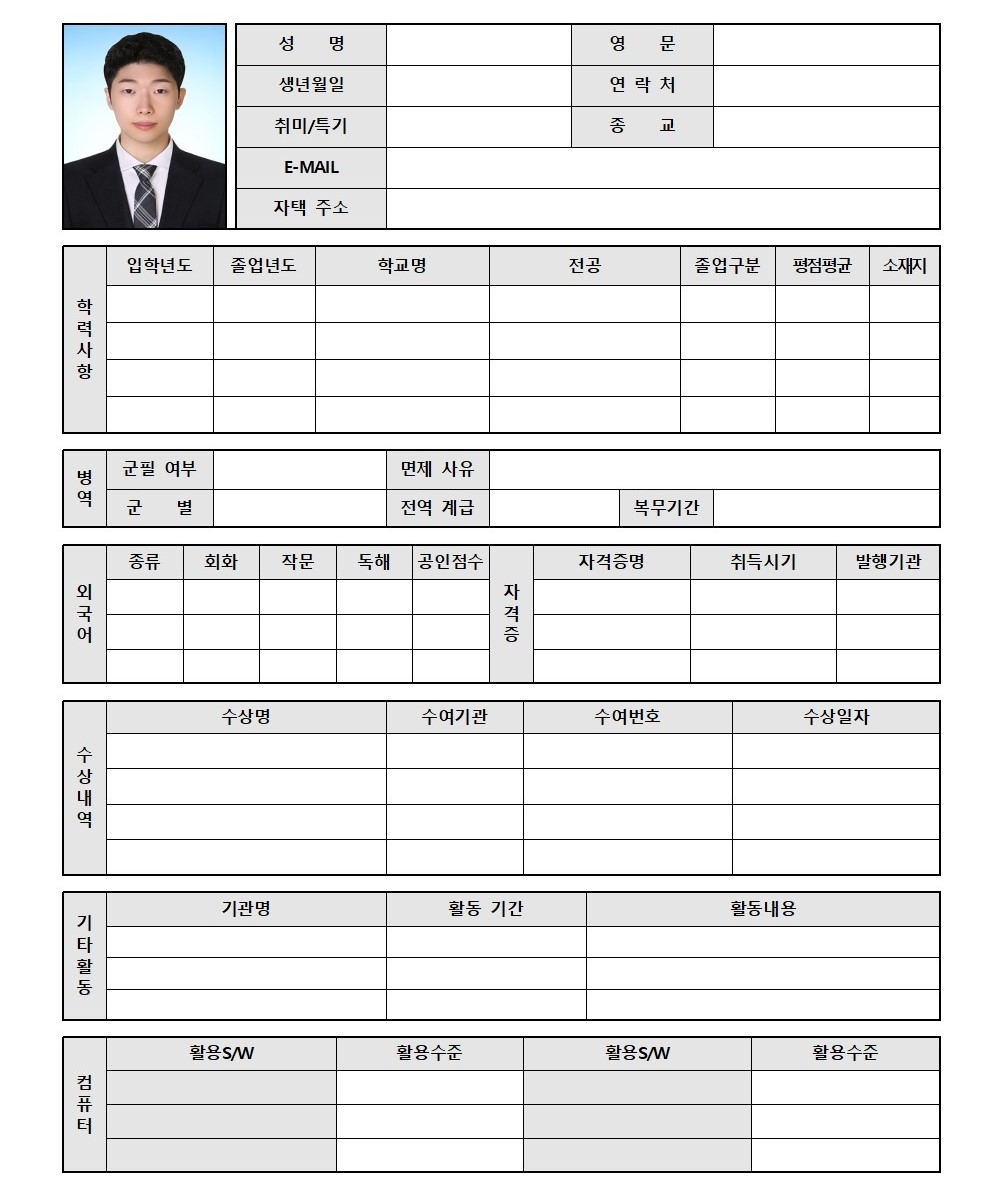 성 명 영 문
생년월일 연 락 처
취미/특기 종 교
E-MAIL
자택 주소
학력사항
입학년도 졸업년도 학교명 전공 졸업구분 평점평균 소재지
병역
군필 여부 면제 사유
군 별 전역 계급 복무기간
외국어
종류 회화 작문 독해 공인점수
자격증
자격증명 취득시기 발행기관
수상내역
수상명 수여기관 수여번호 수상일자
기타활동
기관명 활동 기간 활동내용
컴퓨터
활용S/W 활용수준 활용S/W 활용수준